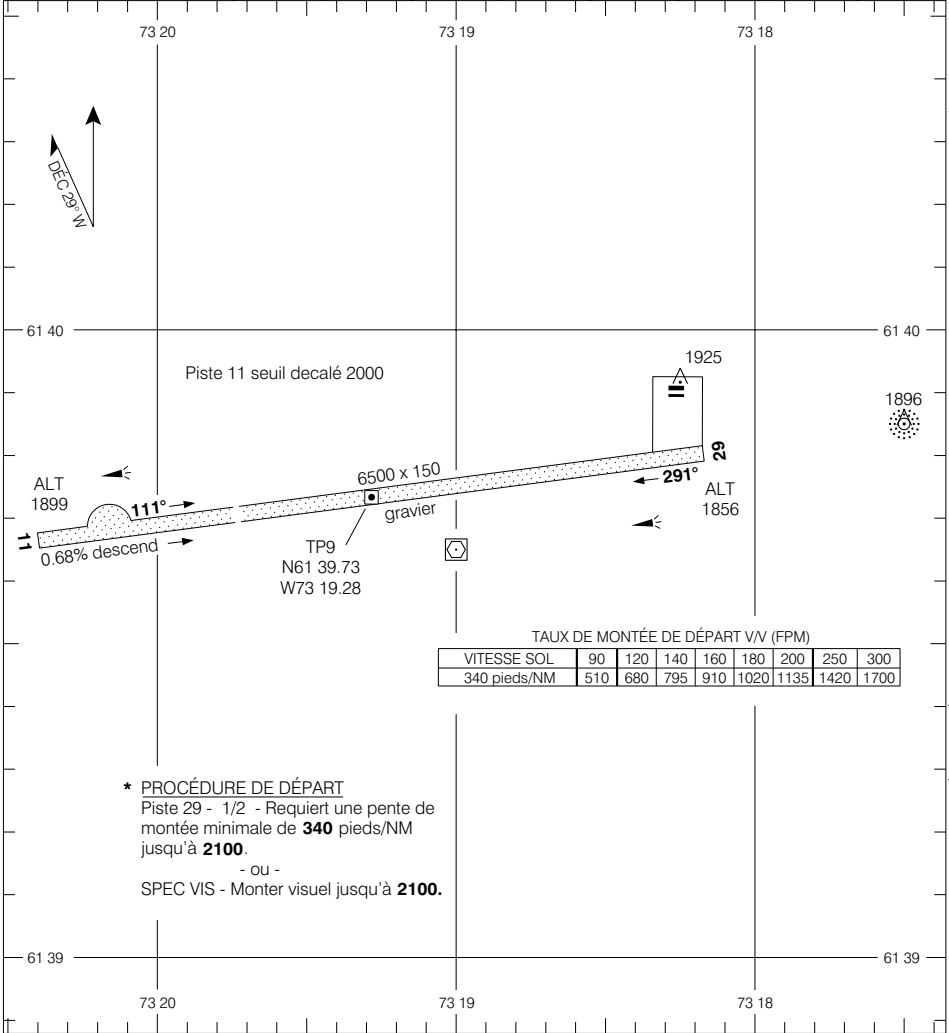 73 20
73 19
73 18
DÉC 29° W
61 40
61 40
Piste 11 seuil decalé 2000
1925
1896
6500 x 150
29
ALT
1899
291°
ALT
1856
111°
gravier
11
0.68% descend
TP9
N61 39.73
W73 19.28
TAUX DE MONTÉE DE DÉPART V/V (FPM)
VITESSE SOL 90 120 140 160 180 200 250 300
340 pieds/NM 510 680 795 910 1020 1135 1420 1700
* PROCÉDURE DE DÉPART
Piste 29 - 1/2 - Requiert une pente de
montée minimale de 340 pieds/NM
jusqu'à 2100.
- ou -
SPEC VIS - Monter visuel jusqu'à 2100.
61 39
61 39
73 20
73 19
73 18